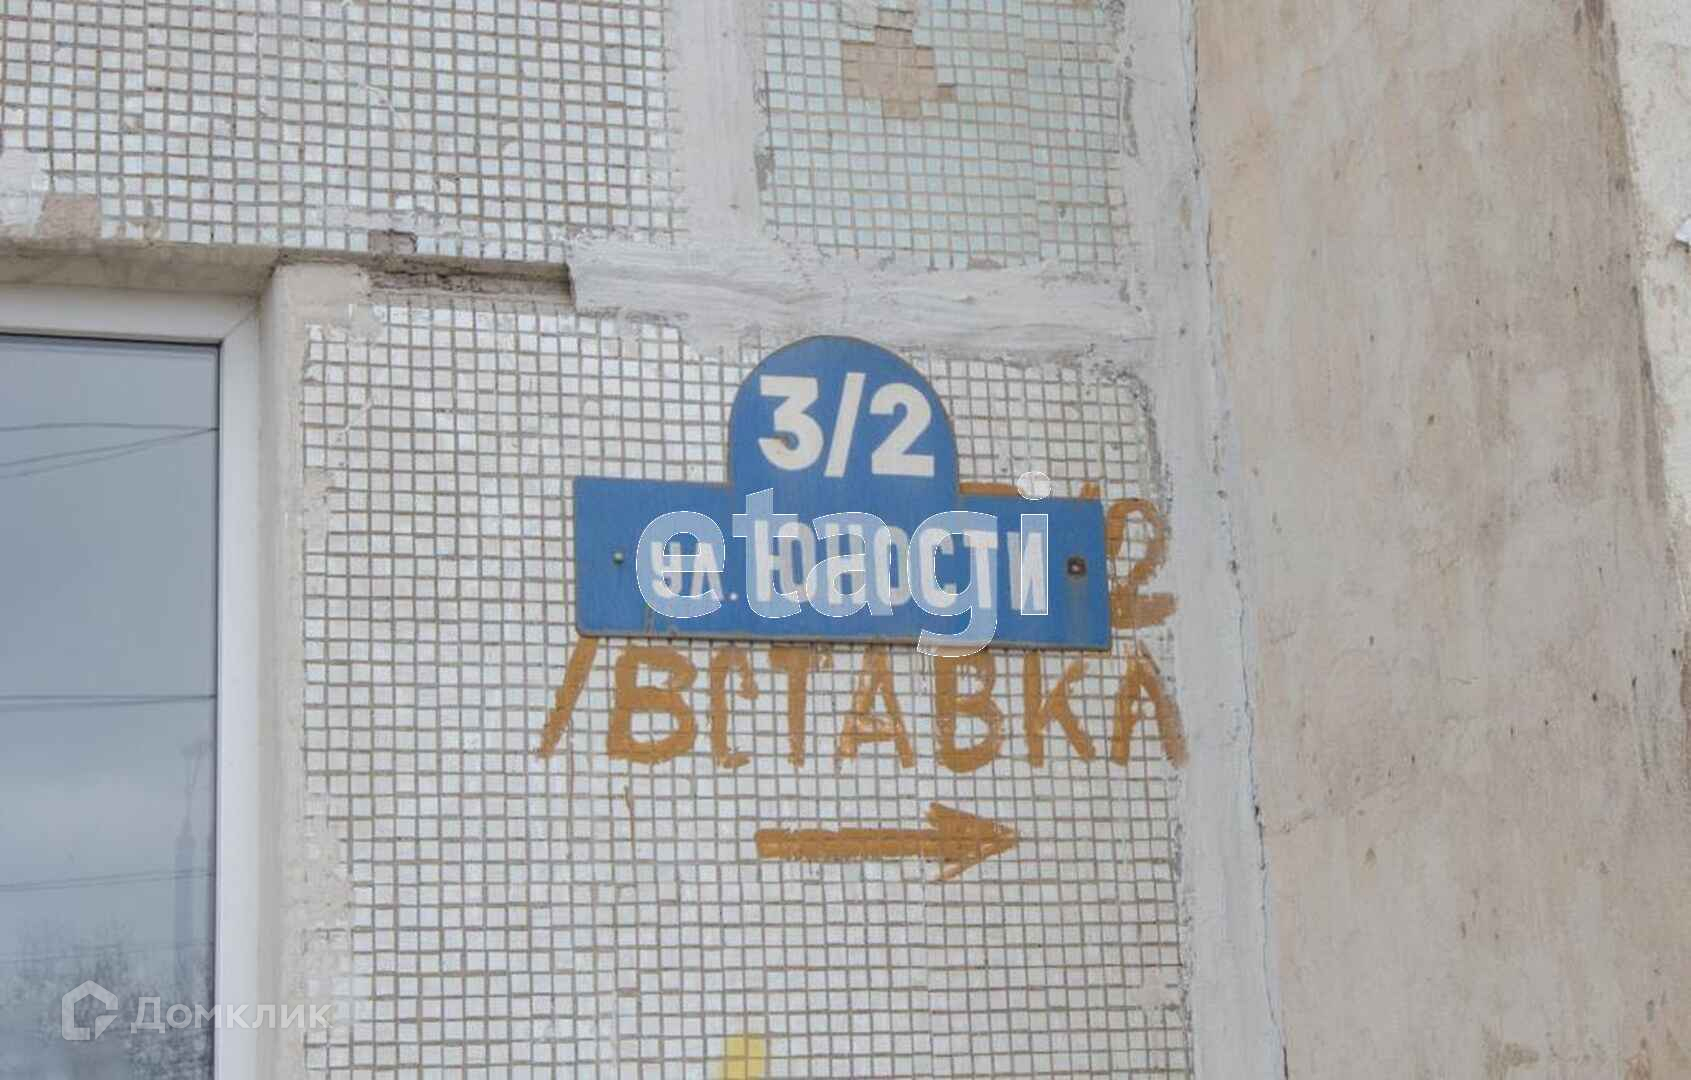 3/2
ул. ЮНОСТИ
etagi
2
/ВСТАВКА
Домклик